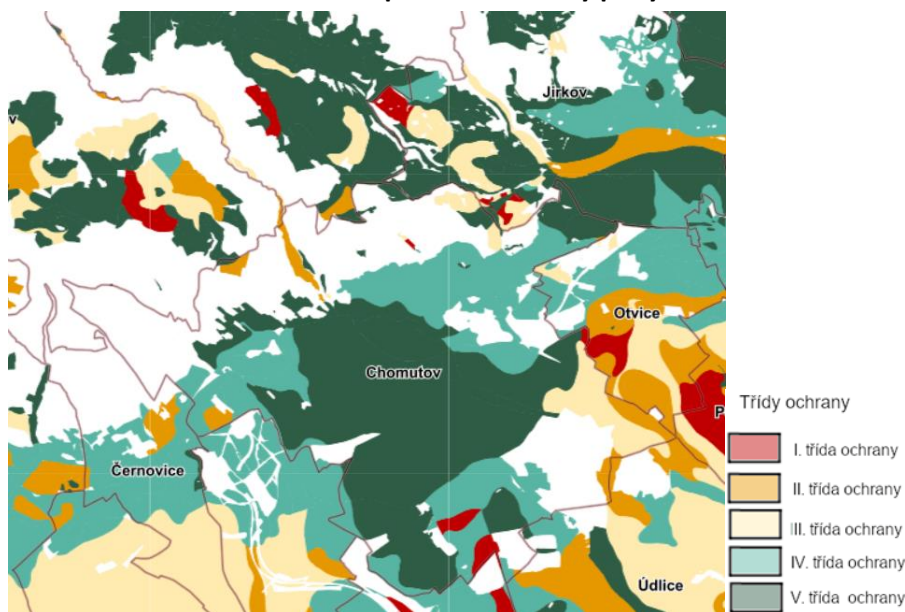 Jirkov
v
Otvice
Chomutov
P
Černovice
Údlice
Třídy ochrany
I. třída ochrany
II. třída ochrany
III. třída ochrany
IV. třída ochrany
V. třída ochrany